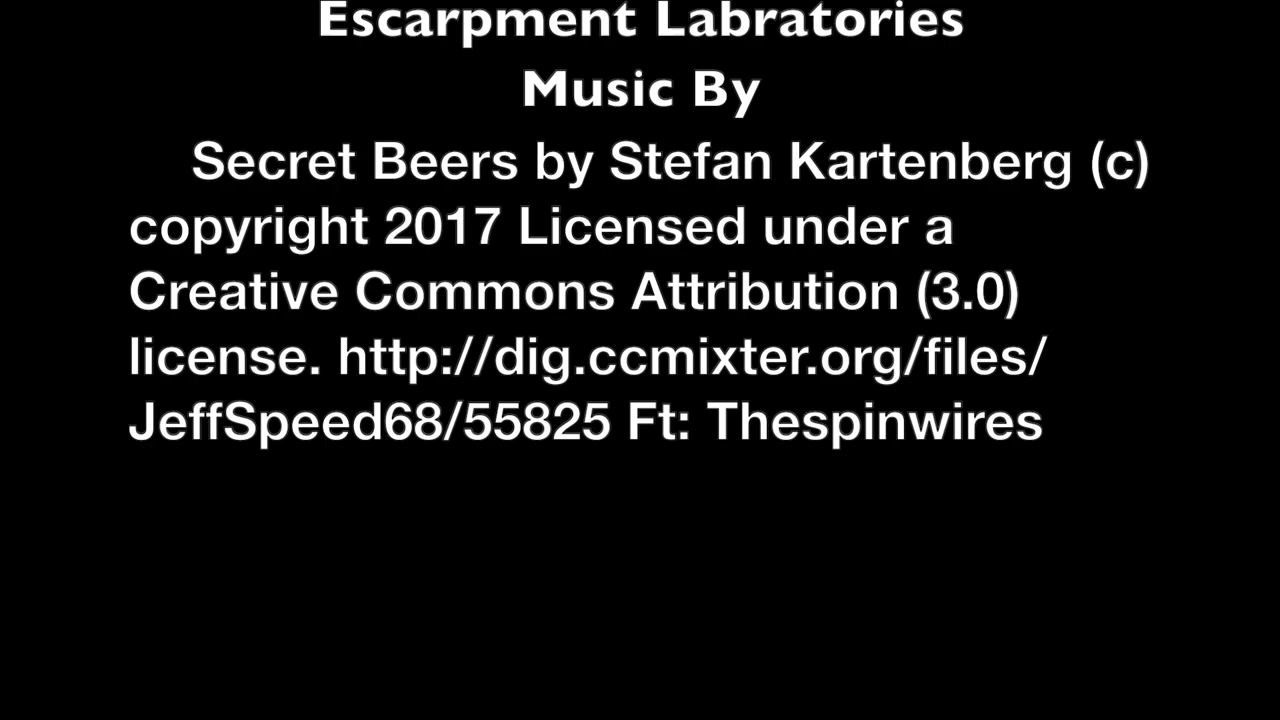 Escarpment Labratories
Music By
Secret Beers by Stefan Kartenberg (c)
copyright 2017 Licensed under a
Creative Commons Attribution (3.0)
license. http://dig.ccmixter.org/files/
JeffSpeed68/55825 Ft: Thespinwires